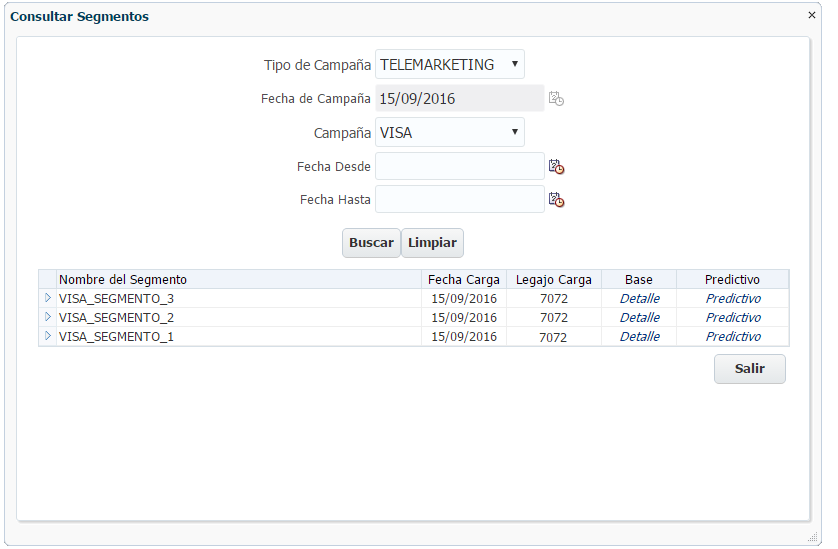 Consultar Segmentos
Tipo de Campaña TELEMARKETING
Fecha de Campaña 15/09/2016
Campaña VISA
Fecha Desde
Fecha Hasta
Buscar Limpiar
Nombre del Segmento Fecha Carga Legajo Carga Base Predictivo
VISA_SEGMENTO_3 15/09/2016 7072 Detalle Predictivo
VISA_SEGMENTO_2 15/09/2016 7072 Detalle Predictivo
VISA_SEGMENTO_1 15/09/2016 7072 Detalle Predictivo
Salir